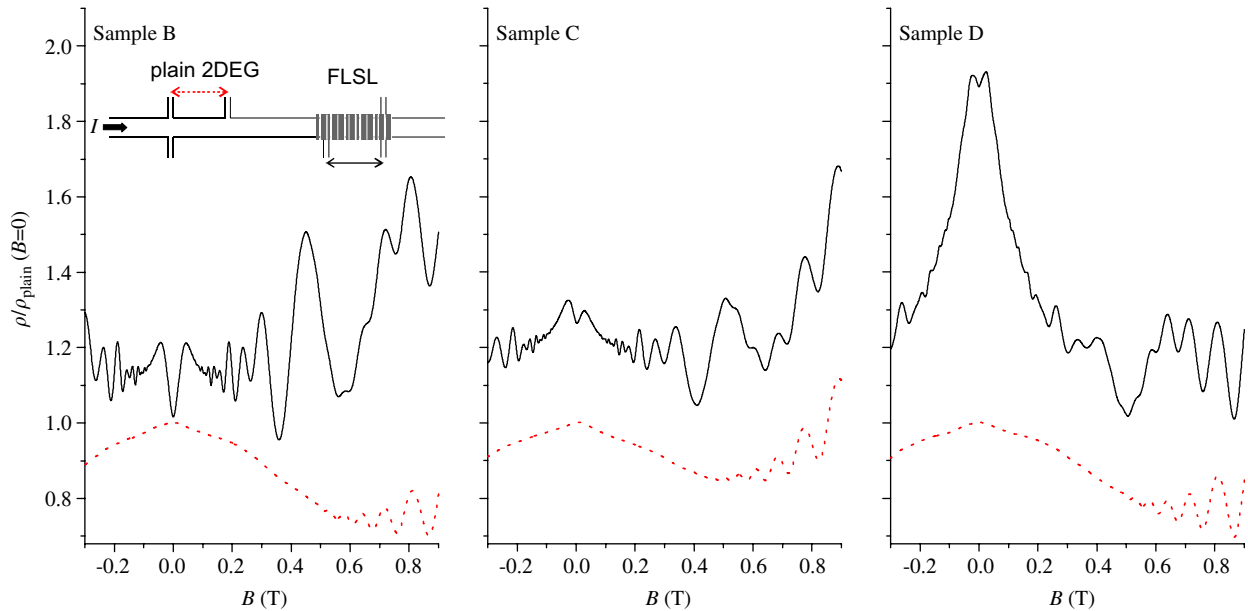 Sample B
Sample C
Sample D
plain 2DEG
FLSL
I
ρ/ρplain (B=0)
2.0
1.8
1.6
1.4
1.2
1.0
0.8
-0.2 0.0 0.2 0.4 0.6 0.8
-0.2 0.0 0.2 0.4 0.6 0.8
-0.2 0.0 0.2 0.4 0.6 0.8
B (T)
B (T)
B (T)